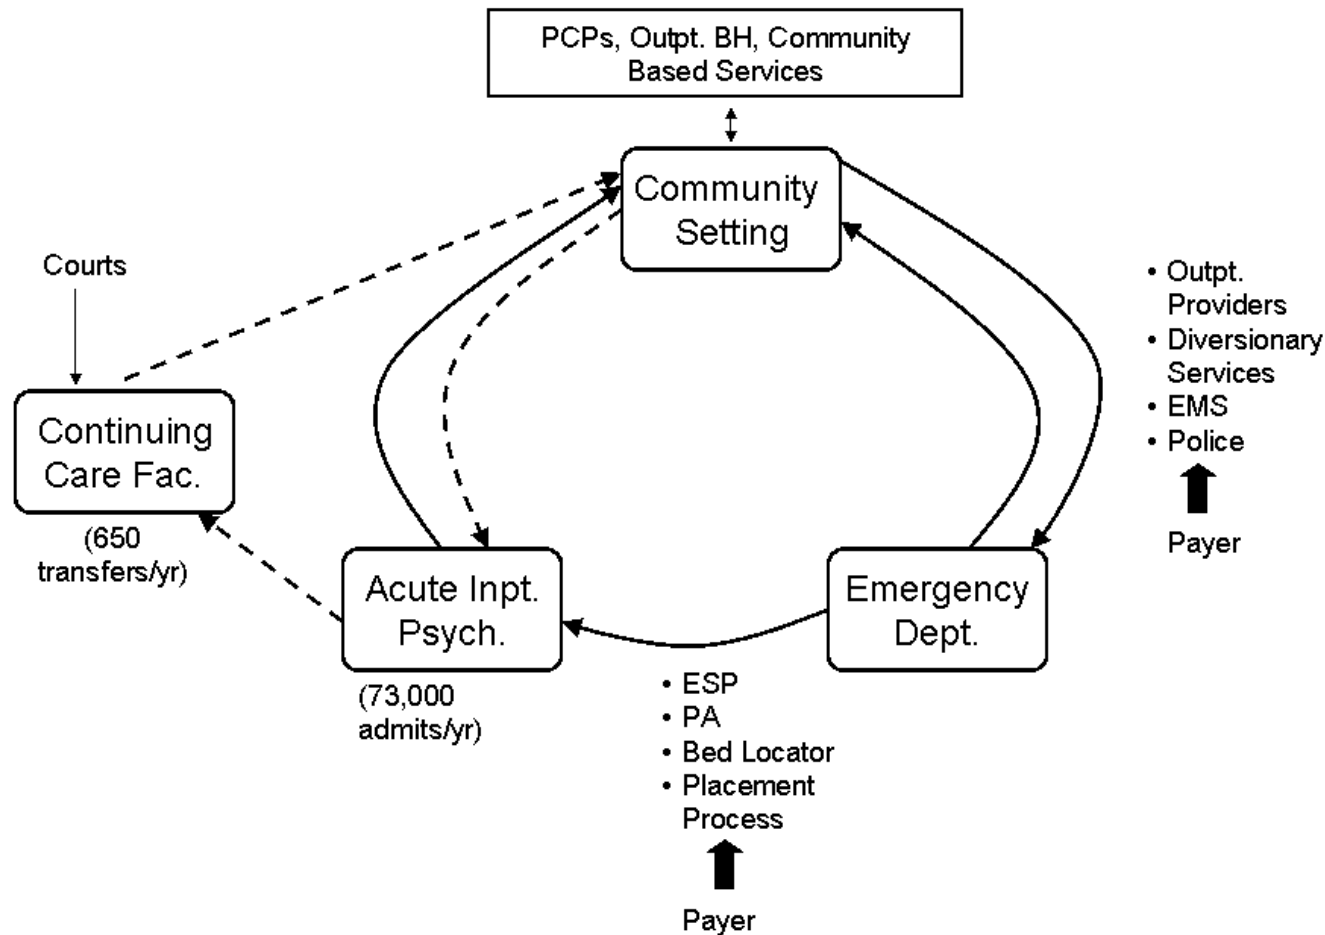 PCPs, Outpt. BH, Community
Based Services
Community
Setting
Courts
• Outpt.
Providers
• Diversionary
Services
• EMS
• Police
Payer
Continuing
Care Fac.
(650
transfers/yr)
Acute Inpt.
Psych.
(73,000
admits/yr)
Emergency
Dept.
• ESP
• PA
• Bed Locator
• Placement
Process
Payer